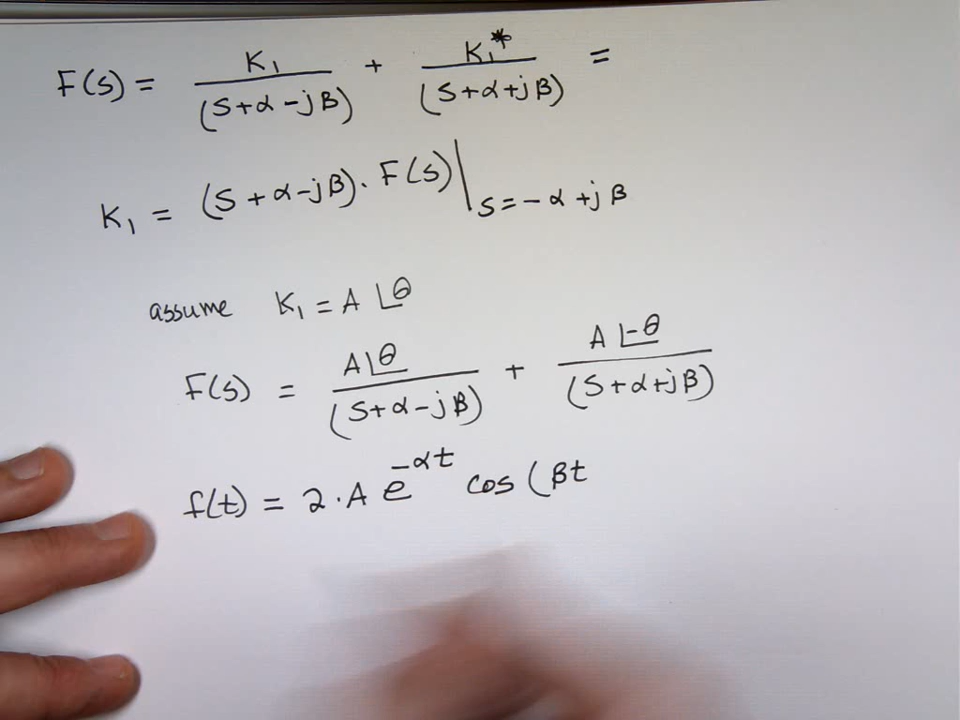 F(s) = K₁/(S+α-jβ) + K₁*/(S+α+jβ) =
K₁ = (S+α-jβ)· F(s)|S=-α+jβ
assume K₁ = A∠θ
F(s) = A∠θ/(S+α-jβ) + A∠-θ/(S+α+jβ)
f(t) = 2·A e^-αt cos (βt